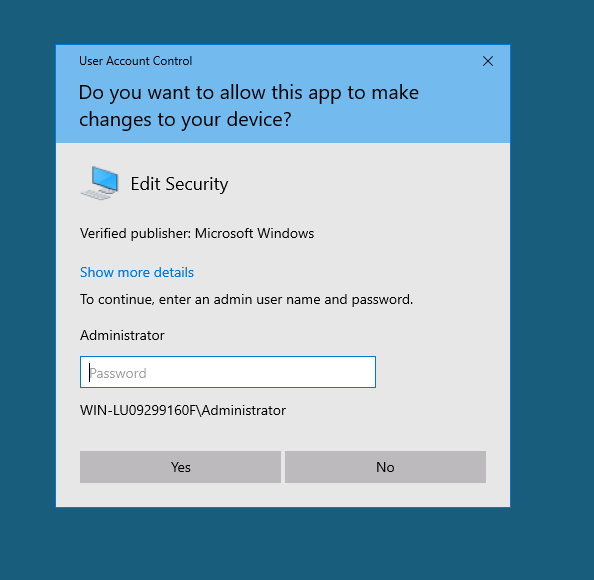 User Account Control
Do you want to allow this app to make
changes to your device?
Edit Security
Verified publisher: Microsoft Windows
Show more details
To continue, enter an admin user name and password.
Administrator
Password
WIN-LU09299160F\Administrator
Yes No